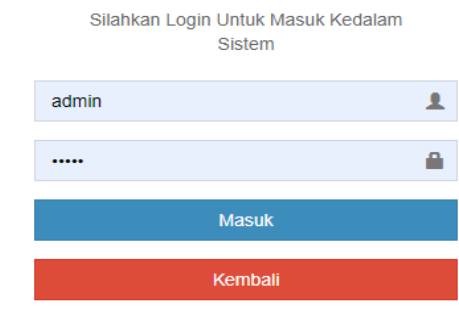 Silahkan Login Untuk Masuk Kedalam
Sistem
admin
•••••
Masuk
Kembali